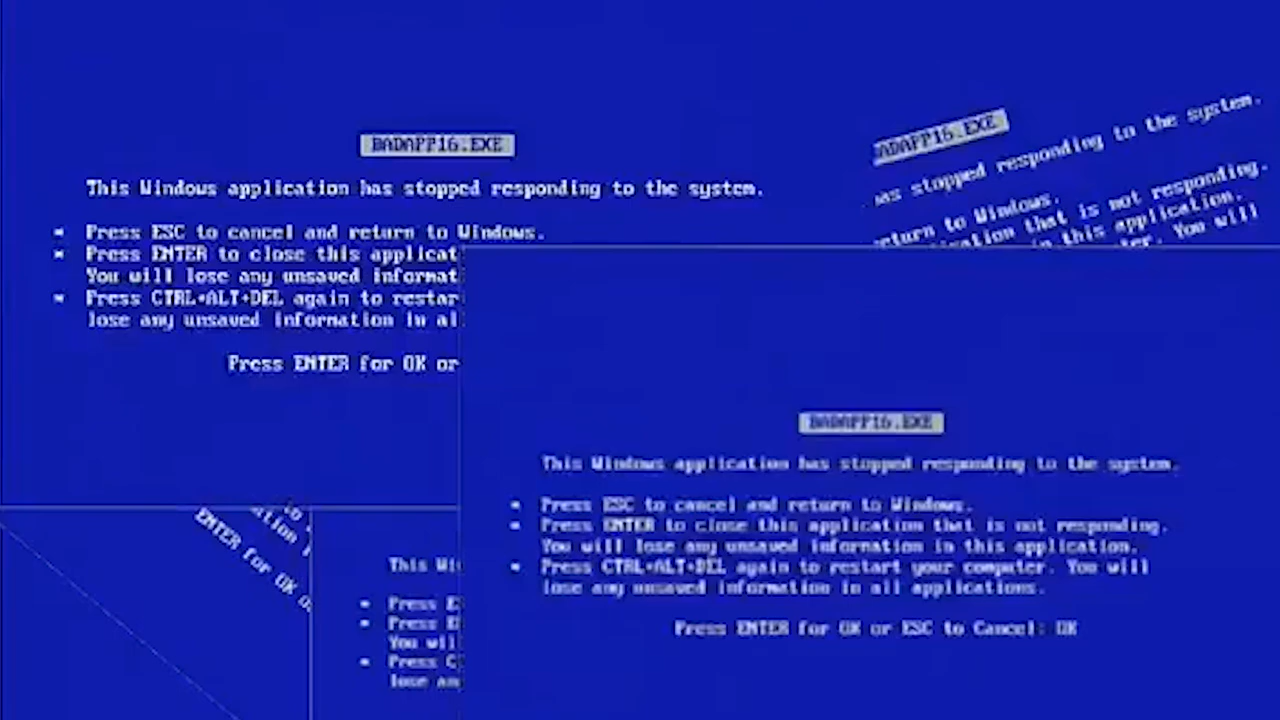 BADAPP16.EXE
This Windows application has stopped responding to the system.
* Press ESC to cancel and return to Windows.
* Press ENTER to close this applicat
You will lose any unsaved informat
* Press CTRL+ALT+DEL again to restar
lose any unsaved information in al
Press ENTER for OK or
ADAPP16.EXE
as stopped responding to the system.
eturn to Windows.
ication that is not responding.
in this application.
ter. You will
BADAPP16.EXE
This Windows application has stopped responding to the system.
* Press ESC to cancel and return to Windows.
* Press ENTER to close this application that is not responding.
You will lose any unsaved information in this application.
* Press CTRL+ALT+DEL again to restart your computer. You will
lose any unsaved information in all applications.
Press ENTER for OK or ESC to Cancel: OK
ENTER for OK o
This Wi
* Press E
* Press E
You wil
* Press C
lose an